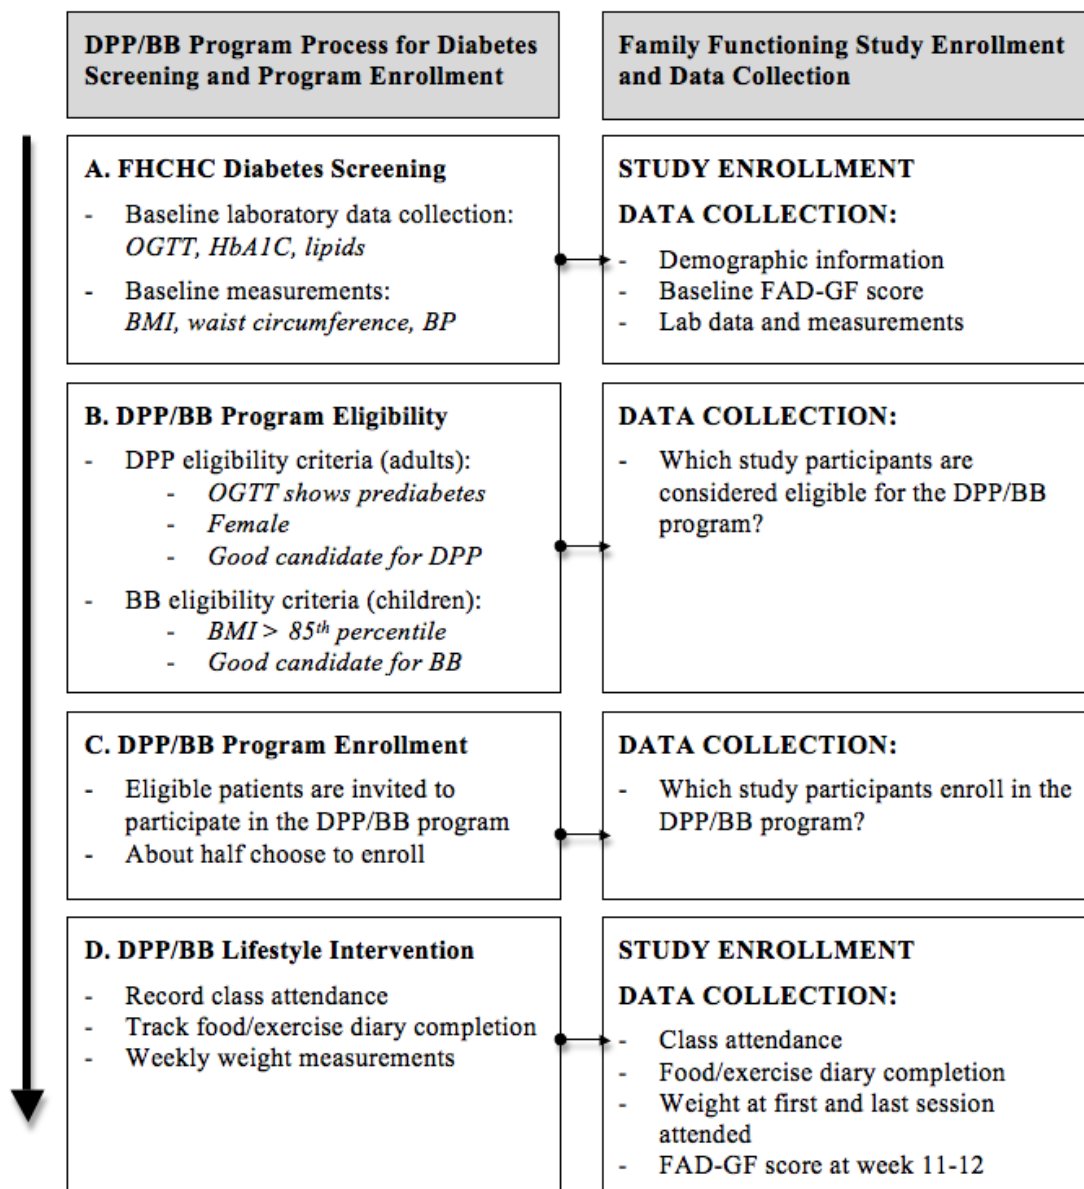 DPP/BB Program Process for Diabetes
Screening and Program Enrollment
Family Functioning Study Enrollment
and Data Collection
A. FHCHC Diabetes Screening
- Baseline laboratory data collection:
OGTT, HbA1C, lipids
- Baseline measurements:
BMI, waist circumference, BP
STUDY ENROLLMENT
DATA COLLECTION:
- Demographic information
- Baseline FAD-GF score
- Lab data and measurements
B. DPP/BB Program Eligibility
- DPP eligibility criteria (adults):
- OGTT shows prediabetes
- Female
- Good candidate for DPP
- BB eligibility criteria (children):
- BMI > 85th percentile
- Good candidate for BB
DATA COLLECTION:
- Which study participants are
considered eligible for the DPP/BB
program?
C. DPP/BB Program Enrollment
- Eligible patients are invited to
participate in the DPP/BB program
- About half choose to enroll
DATA COLLECTION:
- Which study participants enroll in the
DPP/BB program?
D. DPP/BB Lifestyle Intervention
- Record class attendance
- Track food/exercise diary completion
- Weekly weight measurements
STUDY ENROLLMENT
DATA COLLECTION:
- Class attendance
- Food/exercise diary completion
- Weight at first and last session
attended
- FAD-GF score at week 11-12